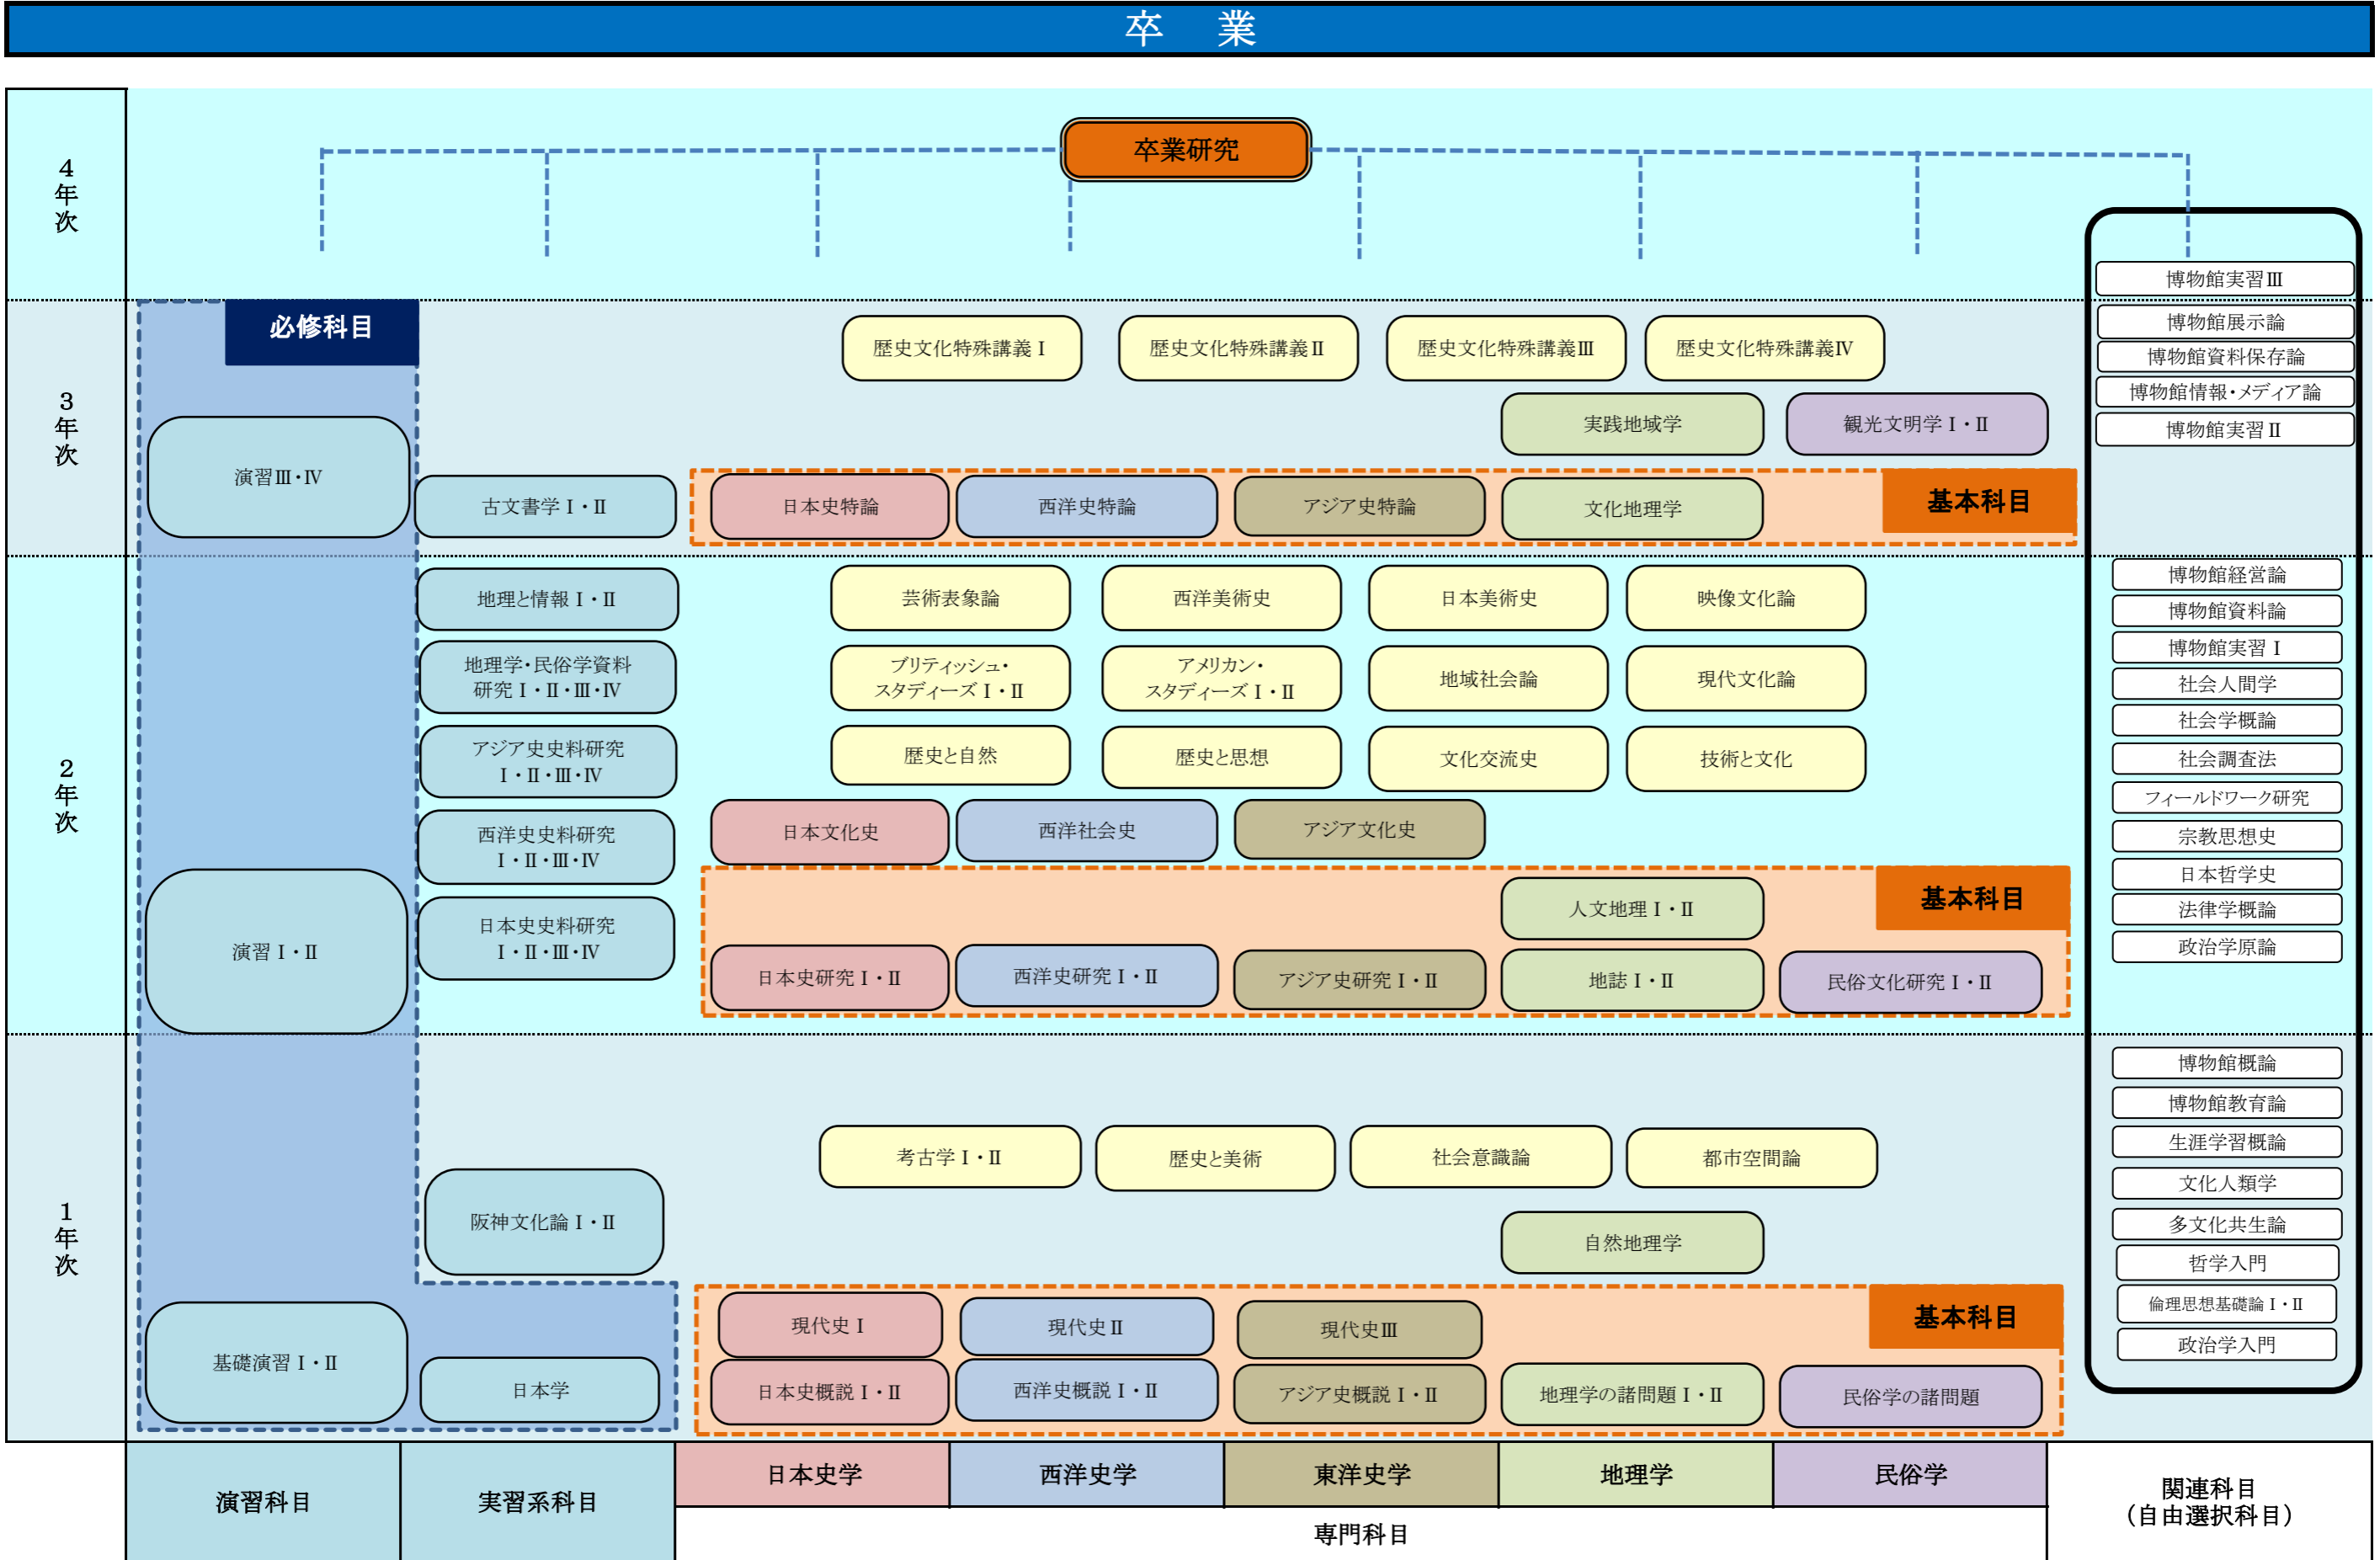 卒　業
4年次
卒業研究
博物館実習Ⅲ
3年次
必修科目
歴史文化特殊講義Ⅰ
歴史文化特殊講義Ⅱ
歴史文化特殊講義Ⅲ
歴史文化特殊講義Ⅳ
実践地域学
観光文明学Ⅰ・Ⅱ
演習Ⅲ・Ⅳ
古文書学Ⅰ・Ⅱ
日本史特論
西洋史特論
アジア史特論
文化地理学
基本科目
博物館展示論
博物館資料保存論
博物館情報・メディア論
博物館実習Ⅱ
2年次
演習Ⅰ・Ⅱ
地理と情報Ⅰ・Ⅱ
地理学・民俗学資料
研究Ⅰ・Ⅱ・Ⅲ・Ⅳ
アジア史史料研究
Ⅰ・Ⅱ・Ⅲ・Ⅳ
西洋史史料研究
Ⅰ・Ⅱ・Ⅲ・Ⅳ
日本史史料研究
Ⅰ・Ⅱ・Ⅲ・Ⅳ
芸術表象論
西洋美術史
日本美術史
映像文化論
ブリティッシュ・
スタディーズⅠ・Ⅱ
アメリカン・
スタディーズⅠ・Ⅱ
地域社会論
現代文化論
歴史と自然
歴史と思想
文化交流史
技術と文化
日本文化史
西洋社会史
アジア文化史
人文地理Ⅰ・Ⅱ
基本科目
日本史研究Ⅰ・Ⅱ
西洋史研究Ⅰ・Ⅱ
アジア史研究Ⅰ・Ⅱ
地誌Ⅰ・Ⅱ
民俗文化研究Ⅰ・Ⅱ
博物館経営論
博物館資料論
博物館実習Ⅰ
社会人間学
社会学概論
社会調査法
フィールドワーク研究
宗教思想史
日本哲学史
法律学概論
政治学原論
1年次
基礎演習Ⅰ・Ⅱ
阪神文化論Ⅰ・Ⅱ
日本学
考古学Ⅰ・Ⅱ
歴史と美術
社会意識論
都市空間論
自然地理学
現代史Ⅰ
現代史Ⅱ
現代史Ⅲ
基本科目
日本史概説Ⅰ・Ⅱ
西洋史概説Ⅰ・Ⅱ
アジア史概説Ⅰ・Ⅱ
地理学の諸問題Ⅰ・Ⅱ
民俗学の諸問題
博物館概論
博物館教育論
生涯学習概論
文化人類学
多文化共生論
哲学入門
倫理思想基礎論Ⅰ・Ⅱ
政治学入門
演習科目
実習系科目
日本史学
西洋史学
東洋史学
地理学
民俗学
専門科目
関連科目
（自由選択科目）